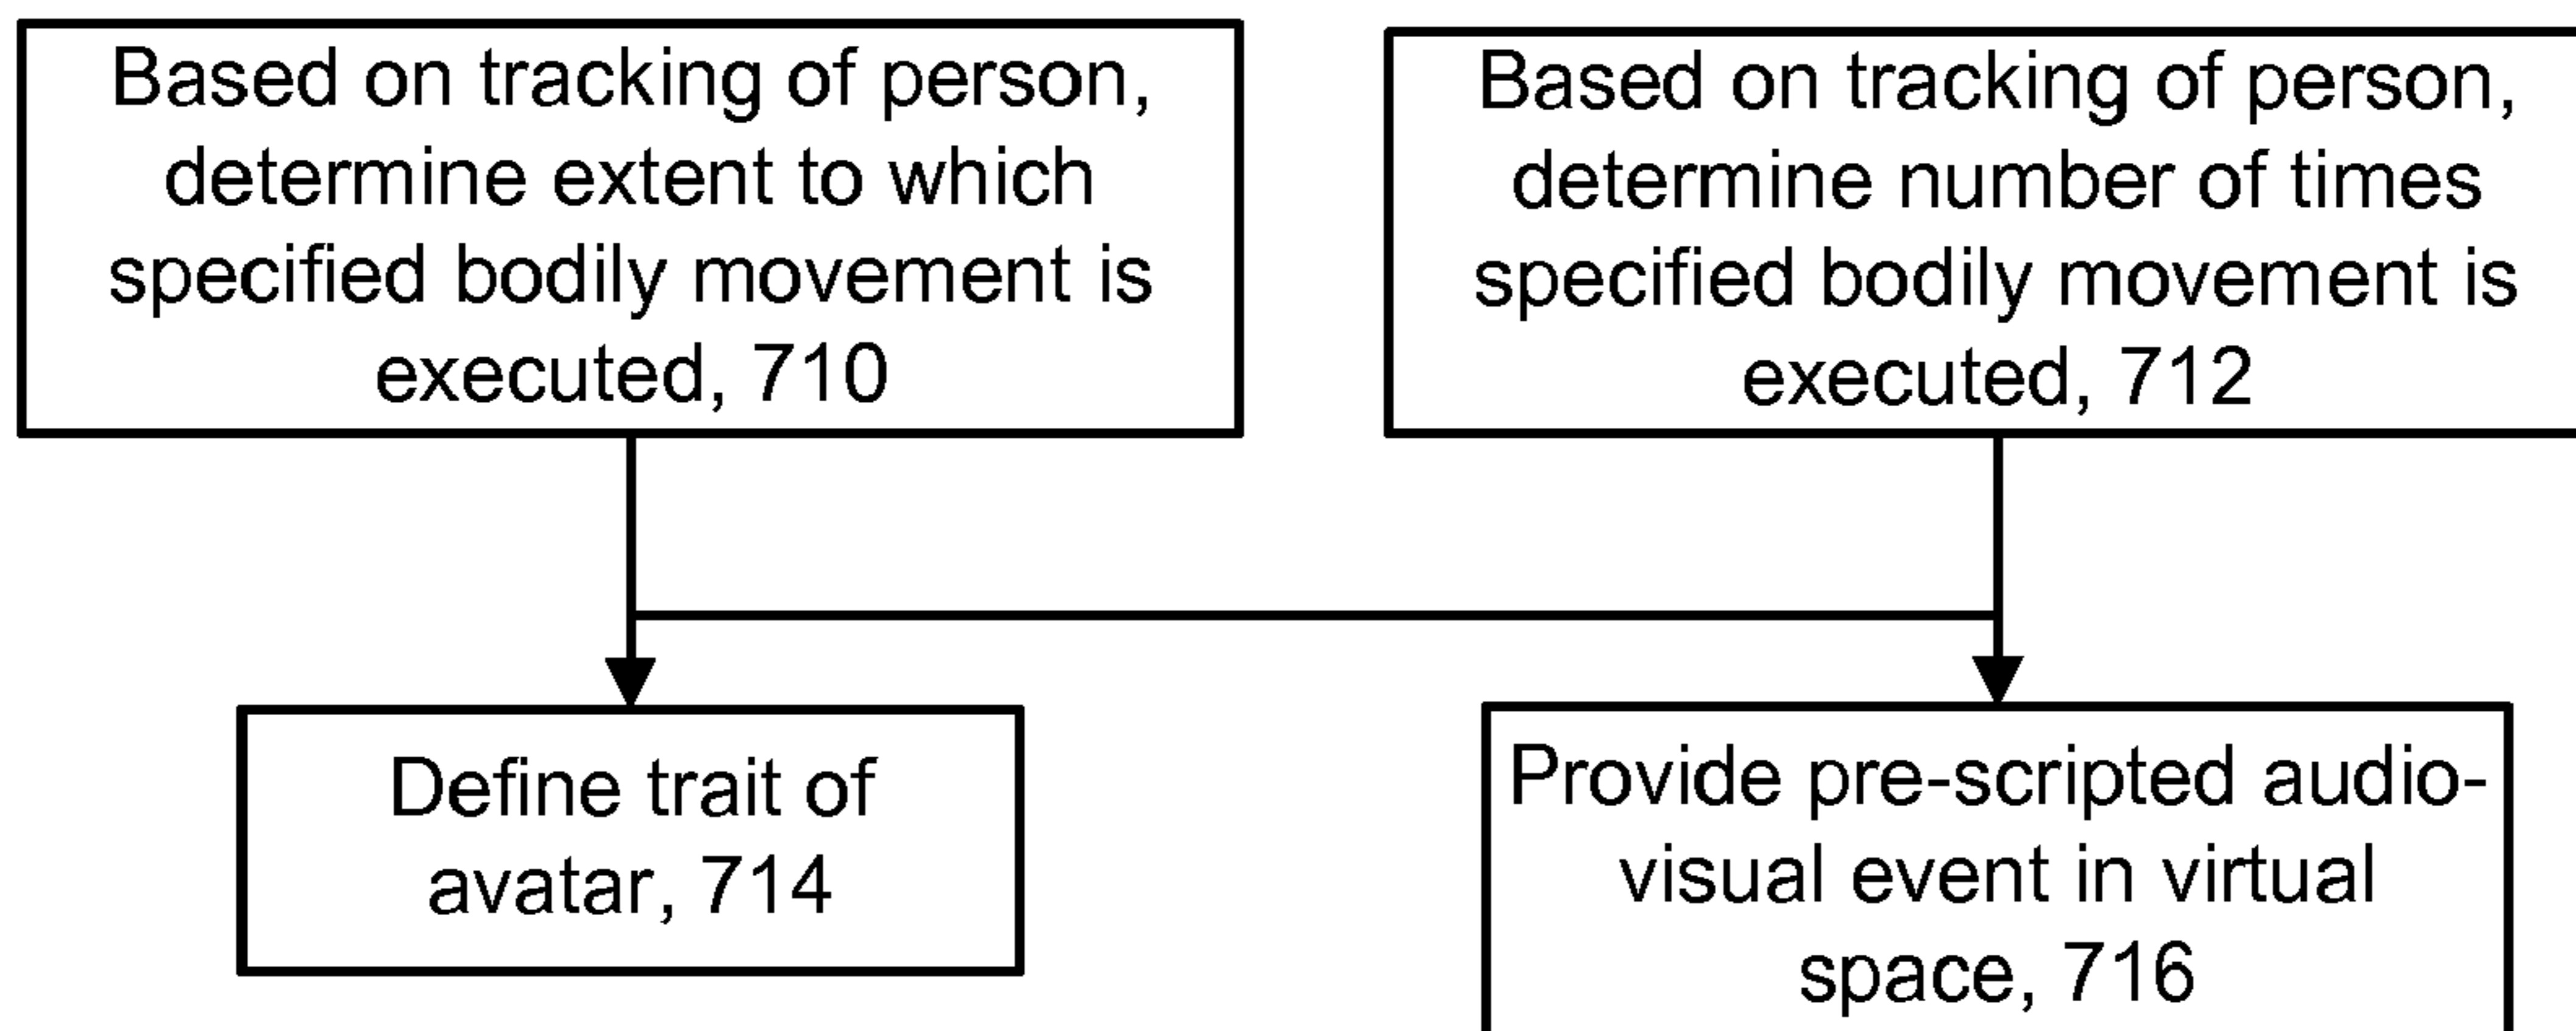 Based on tracking of person,
determine extent to which
specified bodily movement is
executed, 710
Based on tracking of person,
determine number of times
specified bodily movement is
executed, 712
Define trait of
avatar, 714
Provide pre-scripted audio-
visual event in virtual
space, 716